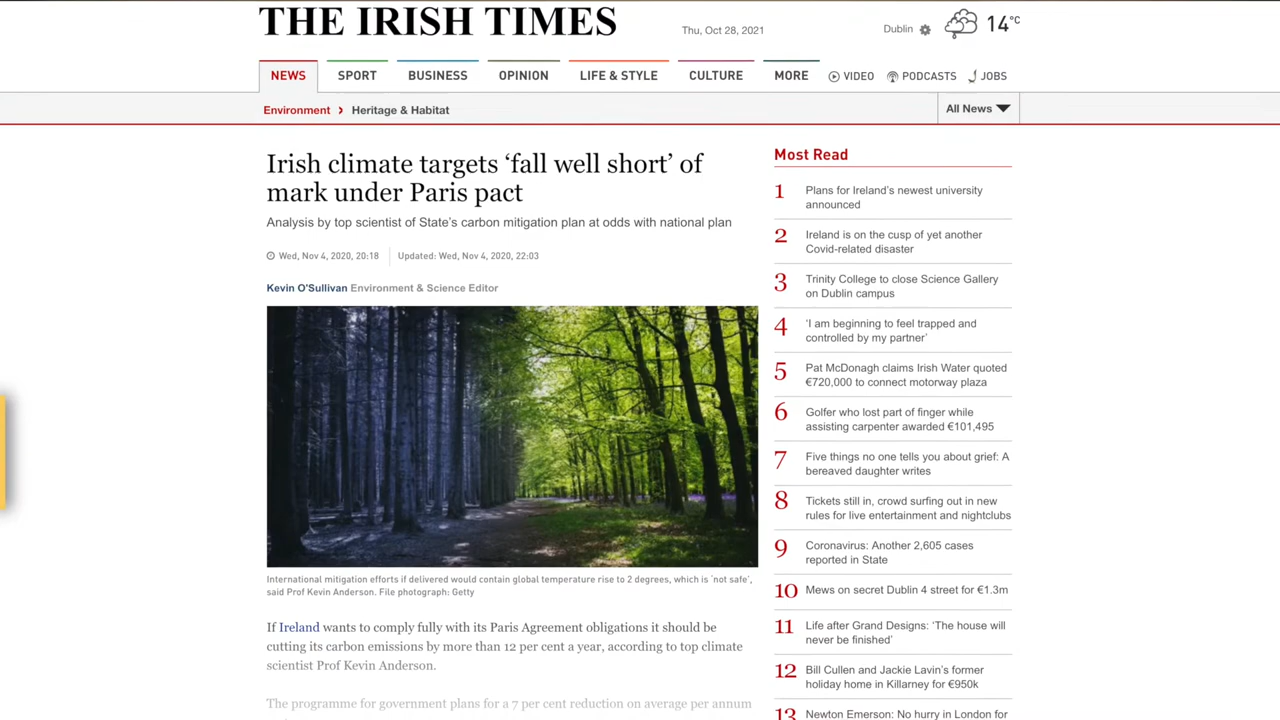 THE IRISH TIMES
Thu, Oct 28, 2021
Dublin
14°C
NEWS
SPORT
BUSINESS
OPINION
LIFE & STYLE
CULTURE
MORE
VIDEO
PODCASTS
JOBS
Environment > Heritage & Habitat
All News
Irish climate targets ‘fall well short’ of
mark under Paris pact
Analysis by top scientist of State’s carbon mitigation plan at odds with national plan
Wed, Nov 4, 2020, 20:18
Updated: Wed, Nov 4, 2020, 22:03
Kevin O'Sullivan Environment & Science Editor
International mitigation efforts if delivered would contain global temperature rise to 2 degrees, which is ‘not safe’,
said Prof Kevin Anderson. File photograph: Getty
If Ireland wants to comply fully with its Paris Agreement obligations it should be
cutting its carbon emissions by more than 12 per cent a year, according to top climate
scientist Prof Kevin Anderson.
The programme for government plans for a 7 per cent reduction on average per annum
Most Read
1 Plans for Ireland’s newest university
announced
2 Ireland is on the cusp of yet another
Covid-related disaster
3 Trinity College to close Science Gallery
on Dublin campus
4 ‘I am beginning to feel trapped and
controlled by my partner’
5 Pat McDonagh claims Irish Water quoted
€720,000 to connect motorway plaza
6 Golfer who lost part of finger while
assisting carpenter awarded €101,495
7 Five things no one tells you about grief: A
bereaved daughter writes
8 Tickets still in, crowd surfing out in new
rules for live entertainment and nightclubs
9 Coronavirus: Another 2,605 cases
reported in State
10 Mews on secret Dublin 4 street for €1.3m
11 Life after Grand Designs: ‘The house will
never be finished’
12 Bill Cullen and Jackie Lavin’s former
holiday home in Killarney for €950k
13 Newton Emerson: No hurry in London for